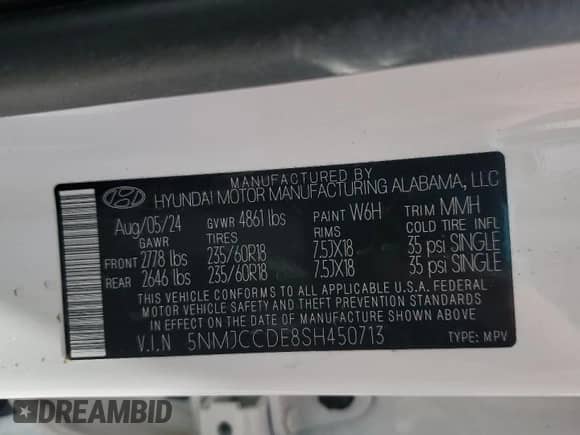 MANUFACTURED BY
HYUNDAI MOTOR MANUFACTURING ALABAMA, LLC
Aug/05/24 GVWR 4861 lbs PAINT W6H TRIM MMH
GAWR TIRES RIMS COLD TIRE INFL
FRONT 2778 lbs 235/60R18 7.5JX18 35 psi SINGLE
REAR 2646 lbs 235/60R18 7.5JX18 35 psi SINGLE
THIS VEHICLE CONFORMS TO ALL APPLICABLE U.S.A. FEDERAL
MOTOR VEHICLE SAFETY AND THEFT PREVENTION STANDARDS
IN EFFECT ON THE DATE OF MANUFACTURE SHOWN ABOVE
V.I.N 5NMJCCDE8SH450713 TYPE: MPV
DREAMBID